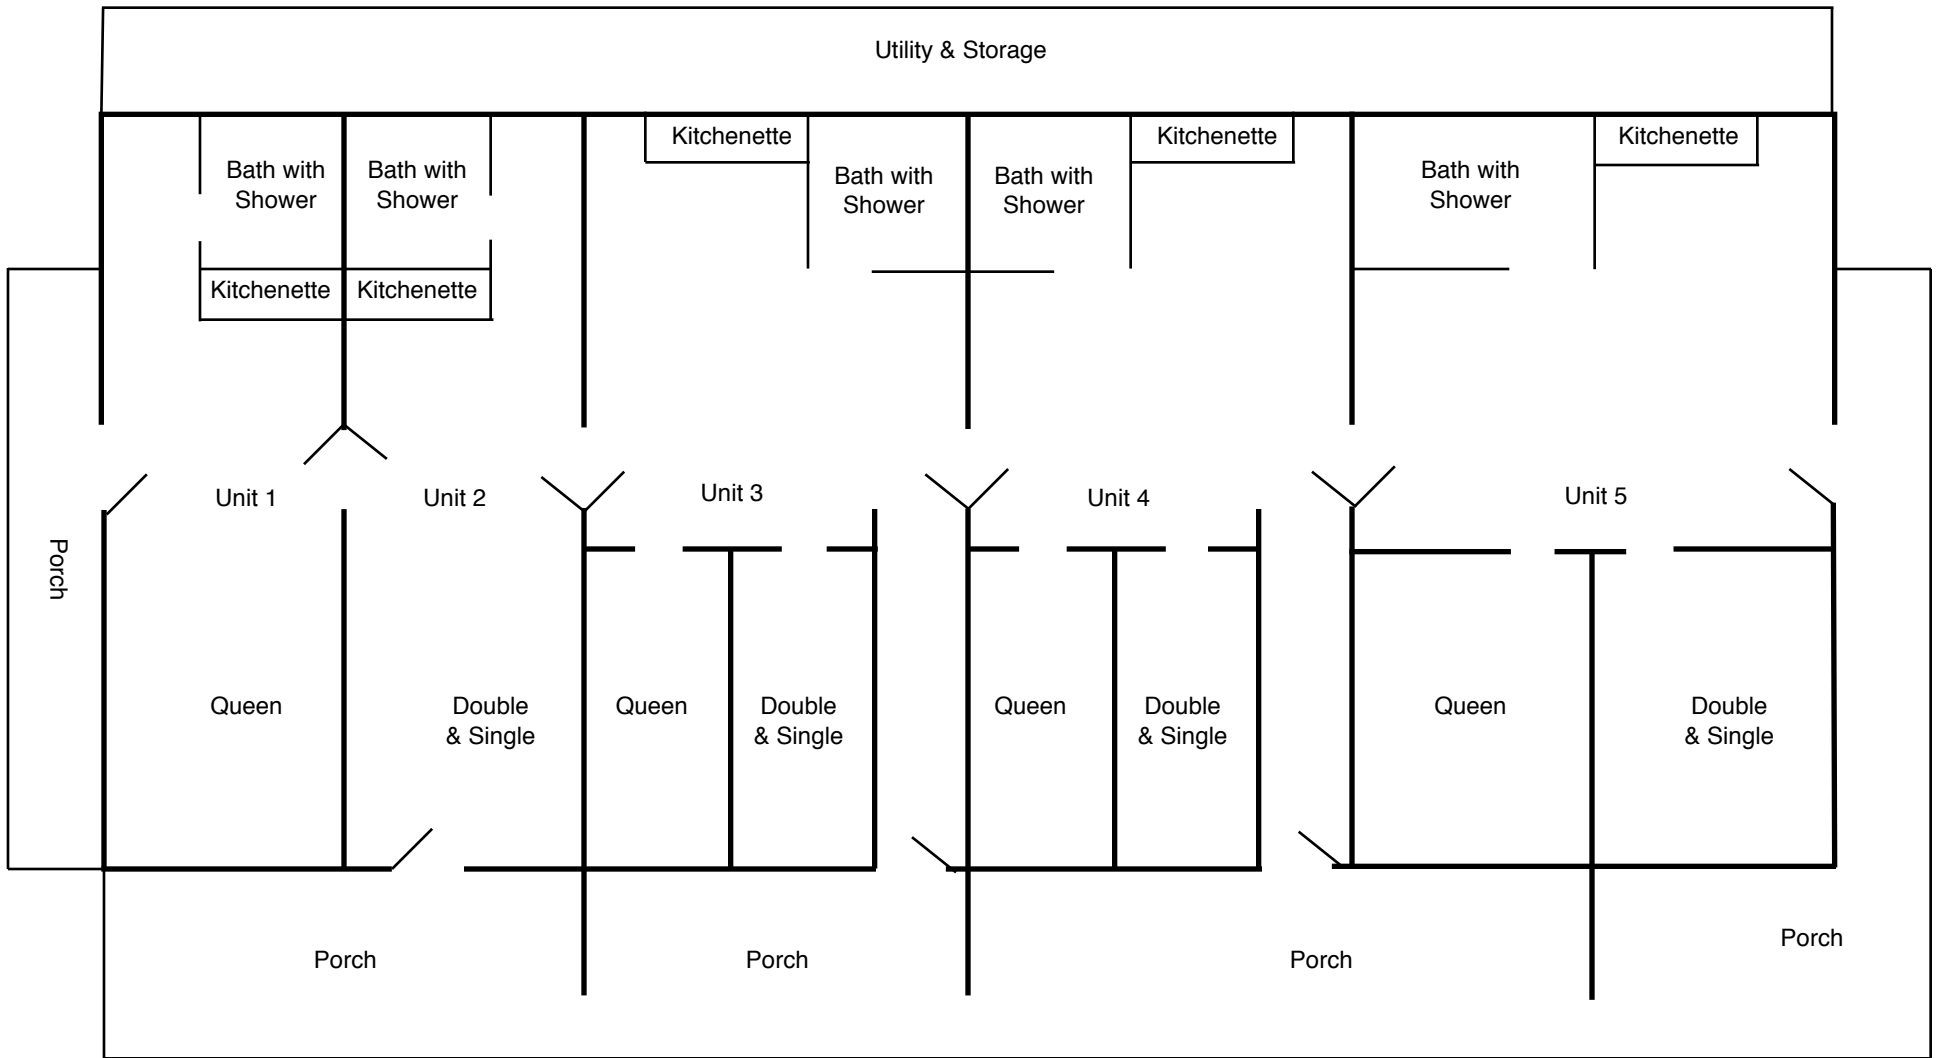 Utility & Storage
Bath with
Shower
Bath with
Shower
Kitchenette
Bath with
Shower
Bath with
Shower
Kitchenette
Bath with
Shower
Kitchenette
Kitchenette
Kitchenette
Unit 1
Unit 2
Unit 3
Unit 4
Unit 5
Porch
Queen
Double
& Single
Queen
Double
& Single
Queen
Double
& Single
Queen
Double
& Single
Porch
Porch
Porch
Porch